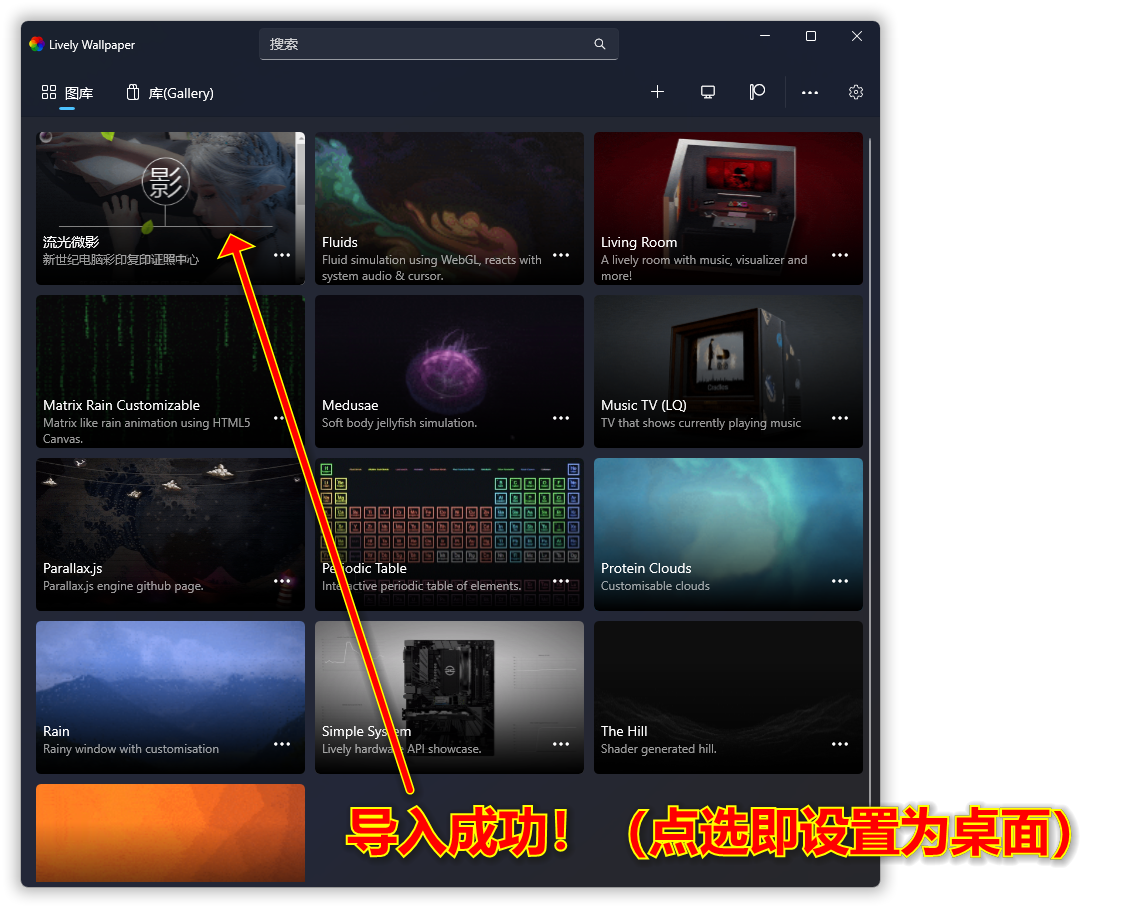 Lively Wallpaper
搜索
图库
库(Gallery)
影
流光微影
新世纪电脑彩印复印证照中心
Fluids
Fluid simulation using WebGL, reacts with
system audio & cursor.
Living Room
A lively room with music, visualizer and
more!
Matrix Rain Customizable
Matrix like rain animation using HTML5
Canvas.
Medusae
Soft body jellyfish simulation.
Music TV (LQ)
TV that shows currently playing music
Parallax.js
Parallax.js engine github page.
Periodic Table
Interactive periodic table of elements.
Protein Clouds
Customisable clouds
Rain
Rainy window with customisation
Simple System
Lively hardware API showcase.
The Hill
Shader generated hill.
导入成功！ （点选即设置为桌面）